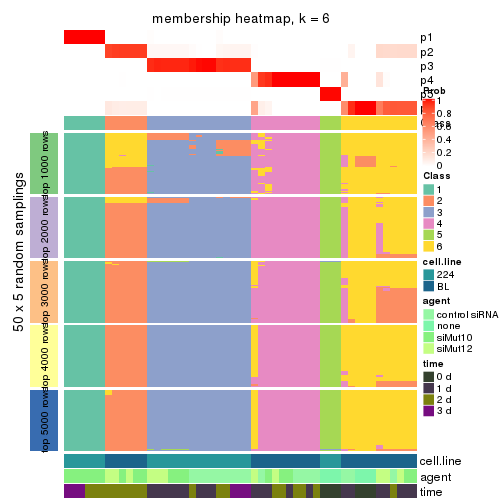 membership heatmap, k = 6
p1
p2
p3
p4
p5
Prob
1
0.8
0.6
0.4
0.2
0
Class
1
2
3
4
5
6
cell.line
224
BL
agent
control siRNA
none
siMut10
siMut12
time
0 d
1 d
2 d
3 d
50 x 5 random samplings
top 1000 rows
top 2000 rows
top 3000 rows
top 4000 rows
top 5000 rows
cell.line
agent
time